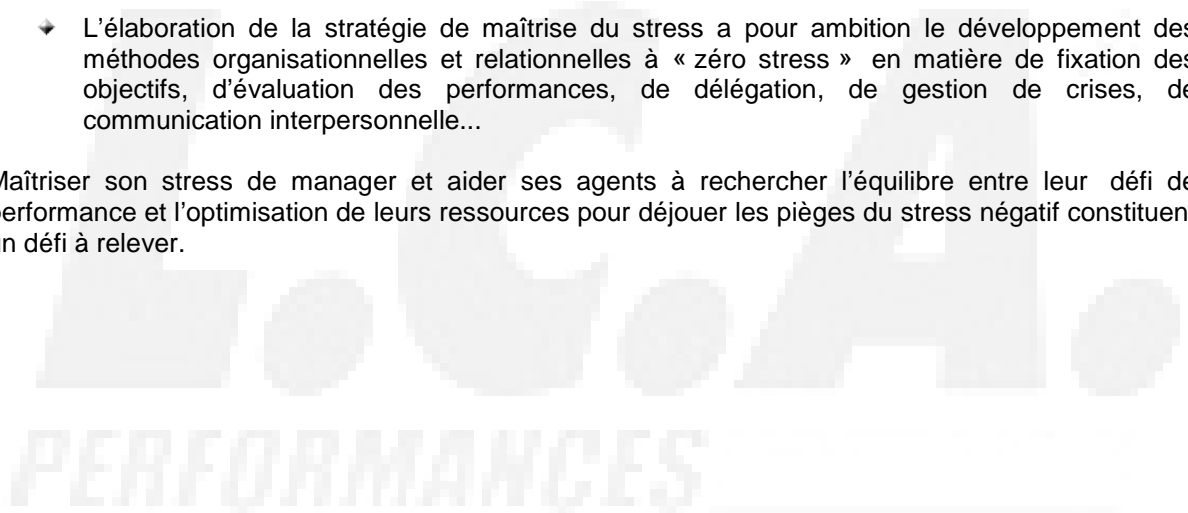 L'élaboration de la stratégie de maîtrise du stress a pour ambition le développement des
méthodes organisationnelles et relationnelles à « zéro stress » en matière de fixation des
objectifs, d'évaluation des performances, de délégation, de gestion de crises, de
communication interpersonnelle...
Maîtriser son stress de manager et aider ses agents à rechercher l'équilibre entre leur défi de
performance et l'optimisation de leurs ressources pour déjouer les pièges du stress négatif constituent
un défi à relever.
L.C.A.
PERFORMANCES